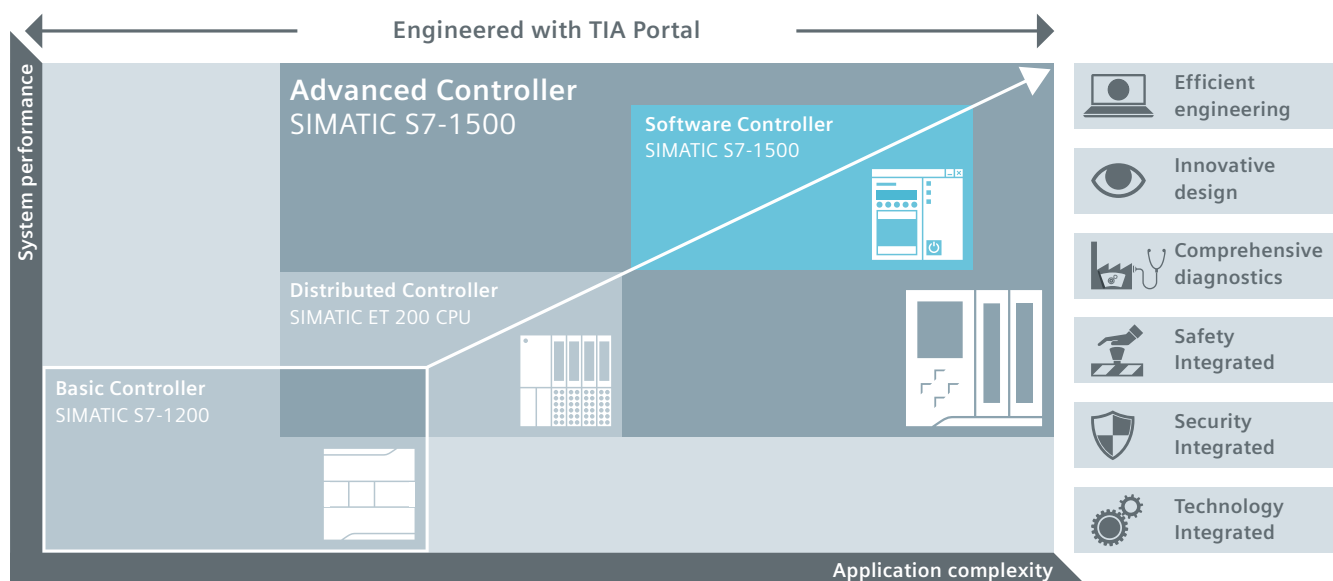 Engineered with TIA Portal
System performance
Advanced Controller
SIMATIC S7-1500
Software Controller
SIMATIC S7-1500
Distributed Controller
SIMATIC ET 200 CPU
Basic Controller
SIMATIC S7-1200
Application complexity
Efficient
engineering
Innovative
design
Comprehensive
diagnostics
Safety
Integrated
Security
Integrated
Technology
Integrated